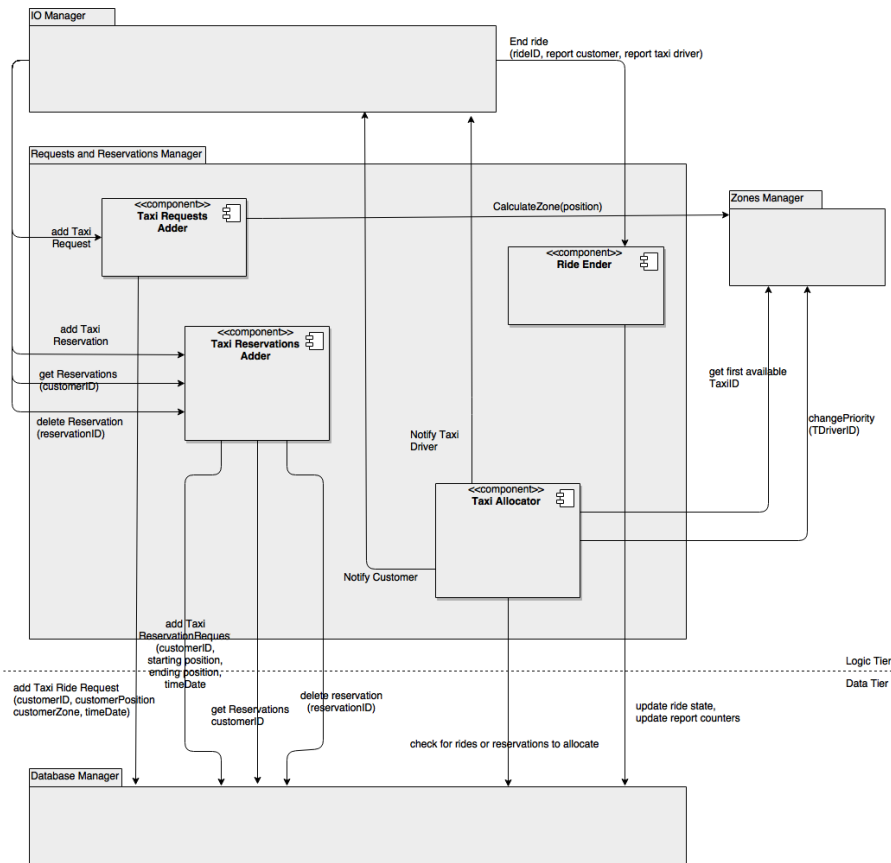 IO Manager
End ride
(rideID, report customer, report taxi driver)
Requests and Reservations Manager
<<component>>
Taxi Requests
Adder
add Taxi
Request
CalculateZone(position)
Zones Manager
<<component>>
Ride Ender
add Taxi
Reservation
<<component>>
Taxi Reservations
Adder
get Reservations
(customerID)
delete Reservation
(reservationID)
get first available
TaxiID
changePriority
(TDriverID)
Notify Taxi
Driver
<<component>>
Taxi Allocator
Notify Customer
add Taxi
ReservationReques
(customerID,
starting position,
ending position,
timeDate
Logic Tier
Data Tier
add Taxi Ride Request
(customerID, customerPosition
customerZone, timeDate)
get Reservations
customerID
delete reservation
(reservationID)
update ride state,
update report counters
check for rides or reservations to allocate
Database Manager